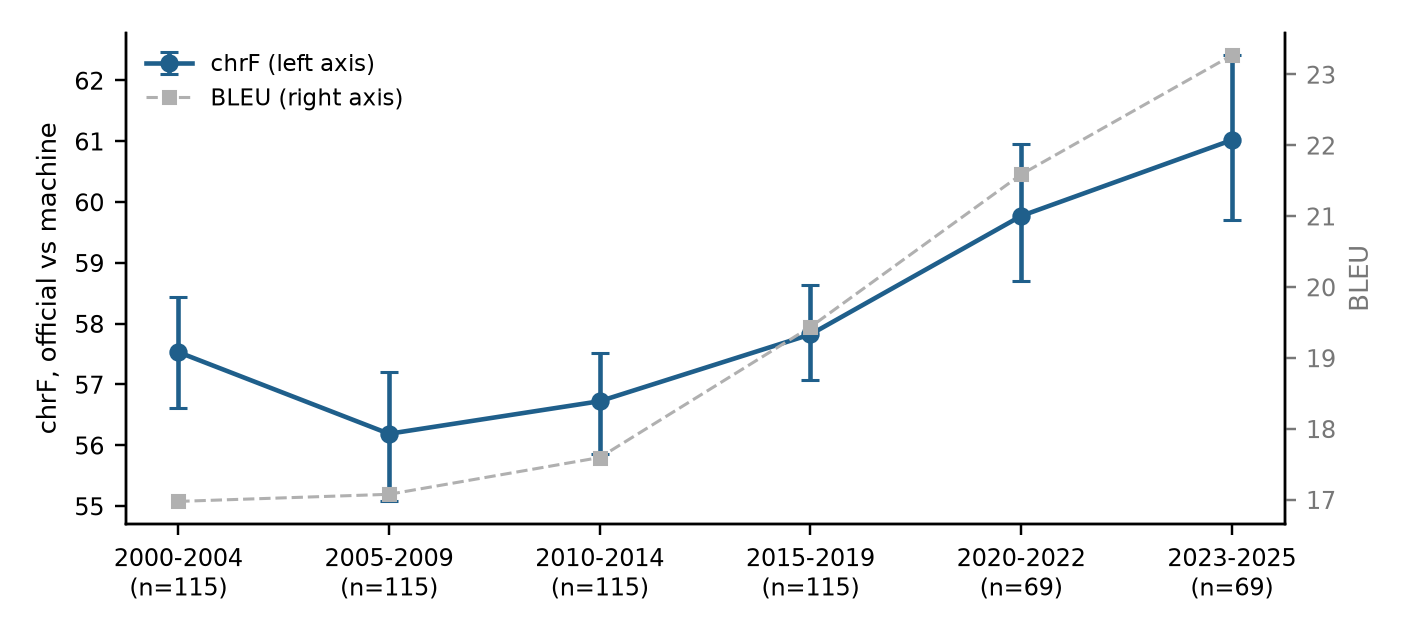 chrF (left axis)
BLEU (right axis)
chrF, official vs machine
62
61
60
59
58
57
56
55
23
22
21
20
19
18
17
BLEU
2000-2004 2005-2009 2010-2014 2015-2019 2020-2022 2023-2025
(n=115) (n=115) (n=115) (n=115) (n=69) (n=69)